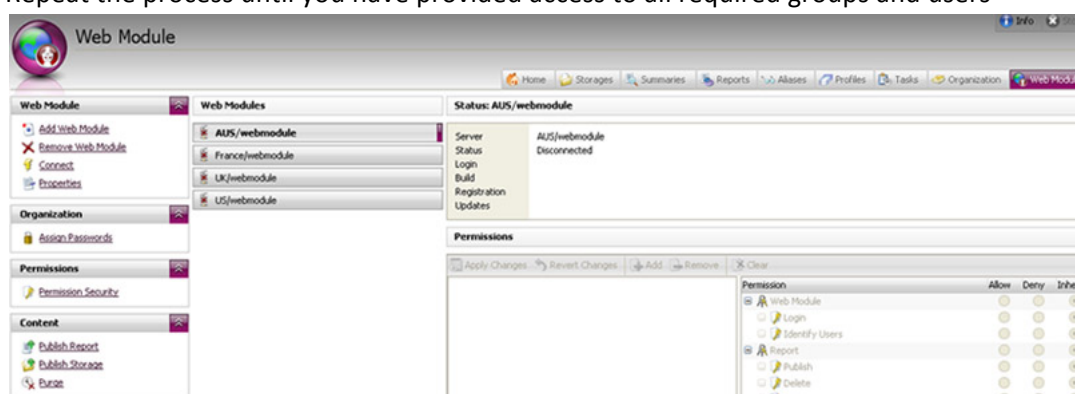 Repeat the process until you have provided access to all required groups and users
Web Module
Info
Home Storages Summaries Reports Aliases Profiles Tasks Organization Web Modul
Web Module
Add Web Module
Remove Web Module
Connect
Properties
Organization
Assign Passwords
Permissions
Permission Security
Content
Publish Report
Publish Storage
Purge
Web Modules
AUS/webmodule
France/webmodule
UK/webmodule
US/webmodule
Status: AUS/webmodule
Server AUS/webmodule
Status Disconnected
Login
Build
Registration
Updates
Permissions
Apply Changes Revert Changes Add Remove Clear
Permission Allow Deny Inhe
Web Module
Login
Identify Users
Report
Publish
Delete